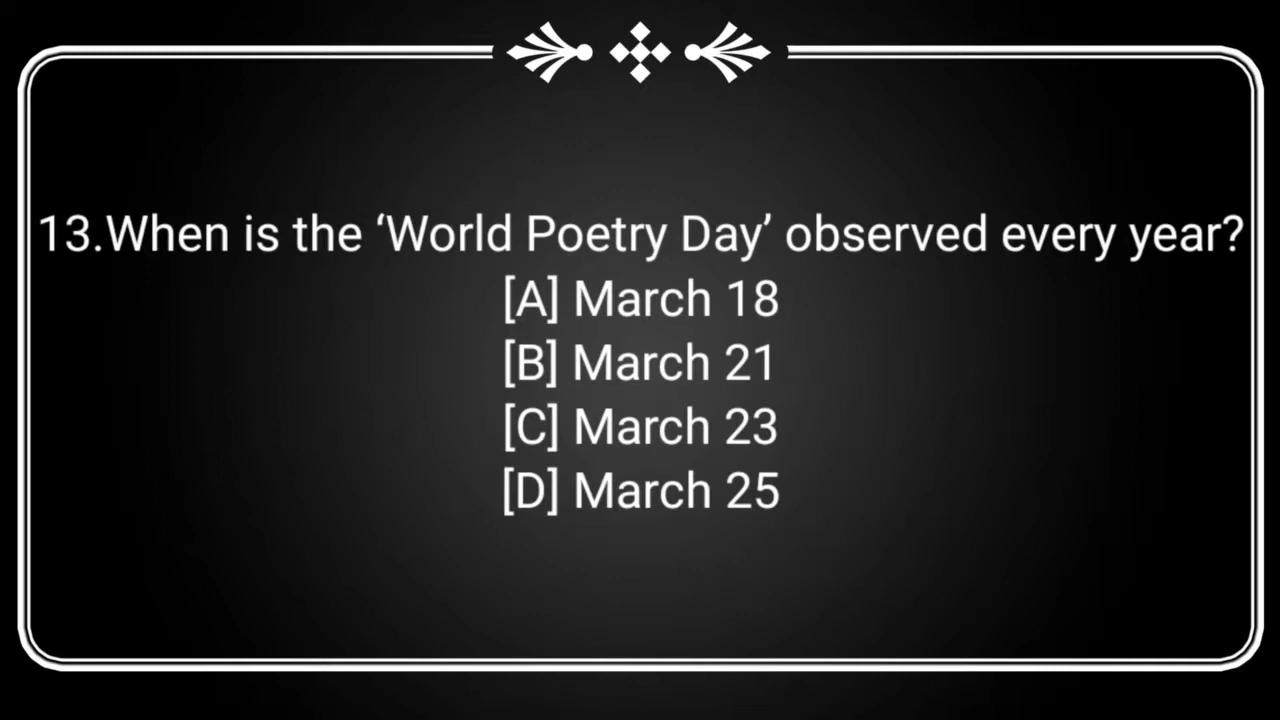 13.When is the ‘World Poetry Day’ observed every year?
[A] March 18
[B] March 21
[C] March 23
[D] March 25